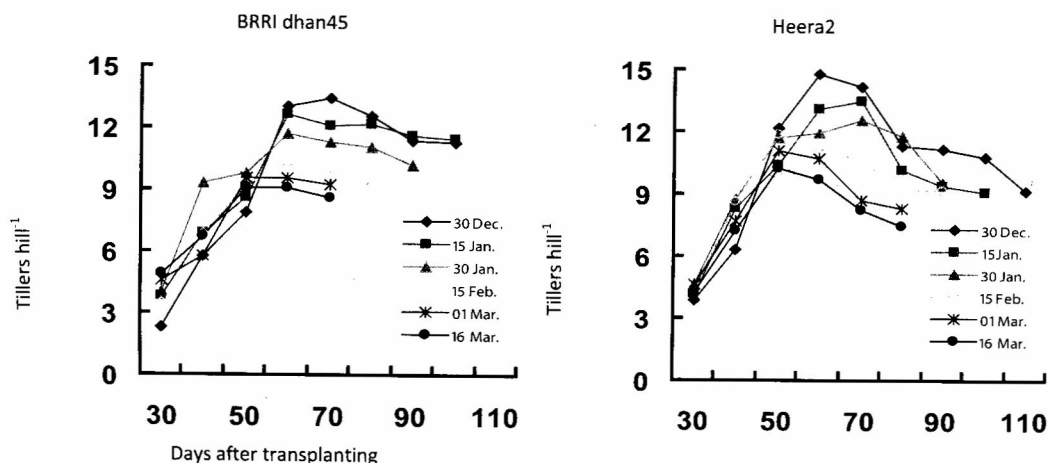 BRRI dhan45
15
12
9
6
3
0
Tillers hill⁻¹
30 Dec.
15 Jan.
30 Jan.
15 Feb.
01 Mar.
16 Mar.
30 50 70 90 110
Days after transplanting
Heera2
15
12
9
6
3
0
Tillers hill⁻¹
30 Dec.
15Jan.
30 Jan.
15 Feb.
01 Mar.
16 Mar.
30 50 70 90 110